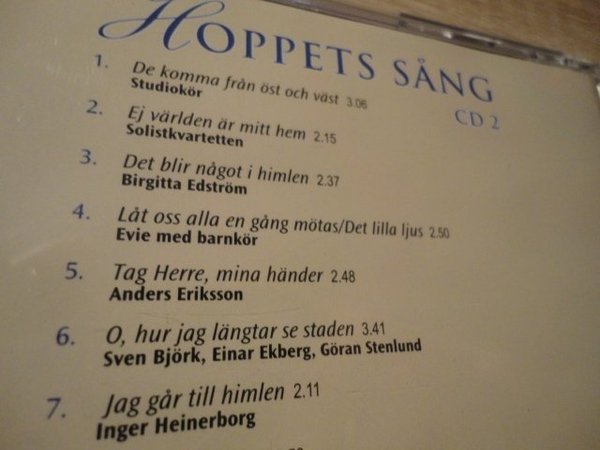 HOPPETS SÅNG
CD 2
1. De komma från öst och väst 3.06
Studiokör
2. Ej världen är mitt hem 2.15
Solistkvartetten
3. Det blir något i himlen 2.37
Birgitta Edström
4. Låt oss alla en gång mötas/Det lilla ljus 2.50
Evie med barnkör
5. Tag Herre, mina händer 2.48
Anders Eriksson
6. O, hur jag längtar se staden 3.41
Sven Björk, Einar Ekberg, Göran Stenlund
7. Jag går till himlen 2.11
Inger Heinerborg